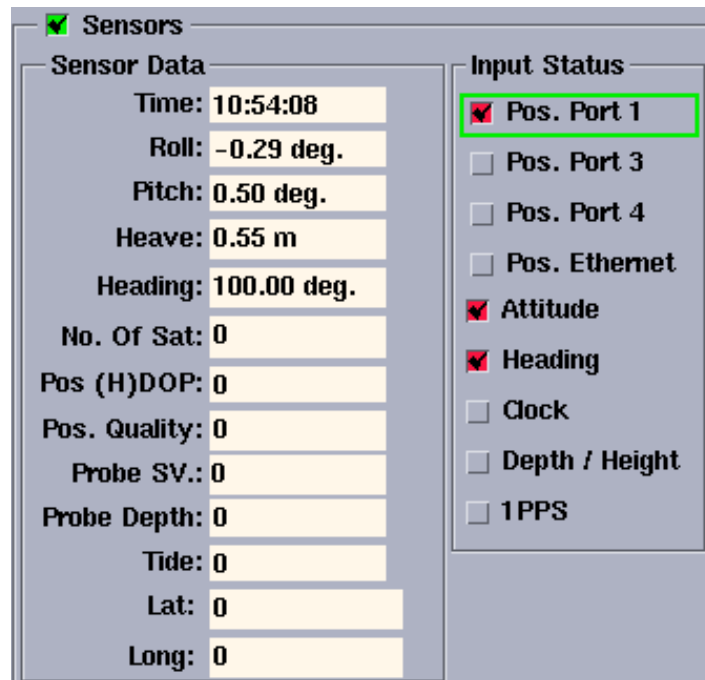 Sensors
Sensor Data
Time: 10:54:08
Roll: -0.29 deg.
Pitch: 0.50 deg.
Heave: 0.55 m
Heading: 100.00 deg.
No. Of Sat: 0
Pos (H)DOP: 0
Pos. Quality: 0
Probe SV.: 0
Probe Depth: 0
Tide: 0
Lat: 0
Long: 0
Input Status
Pos. Port 1
Pos. Port 3
Pos. Port 4
Pos. Ethernet
Attitude
Heading
Clock
Depth / Height
1PPS